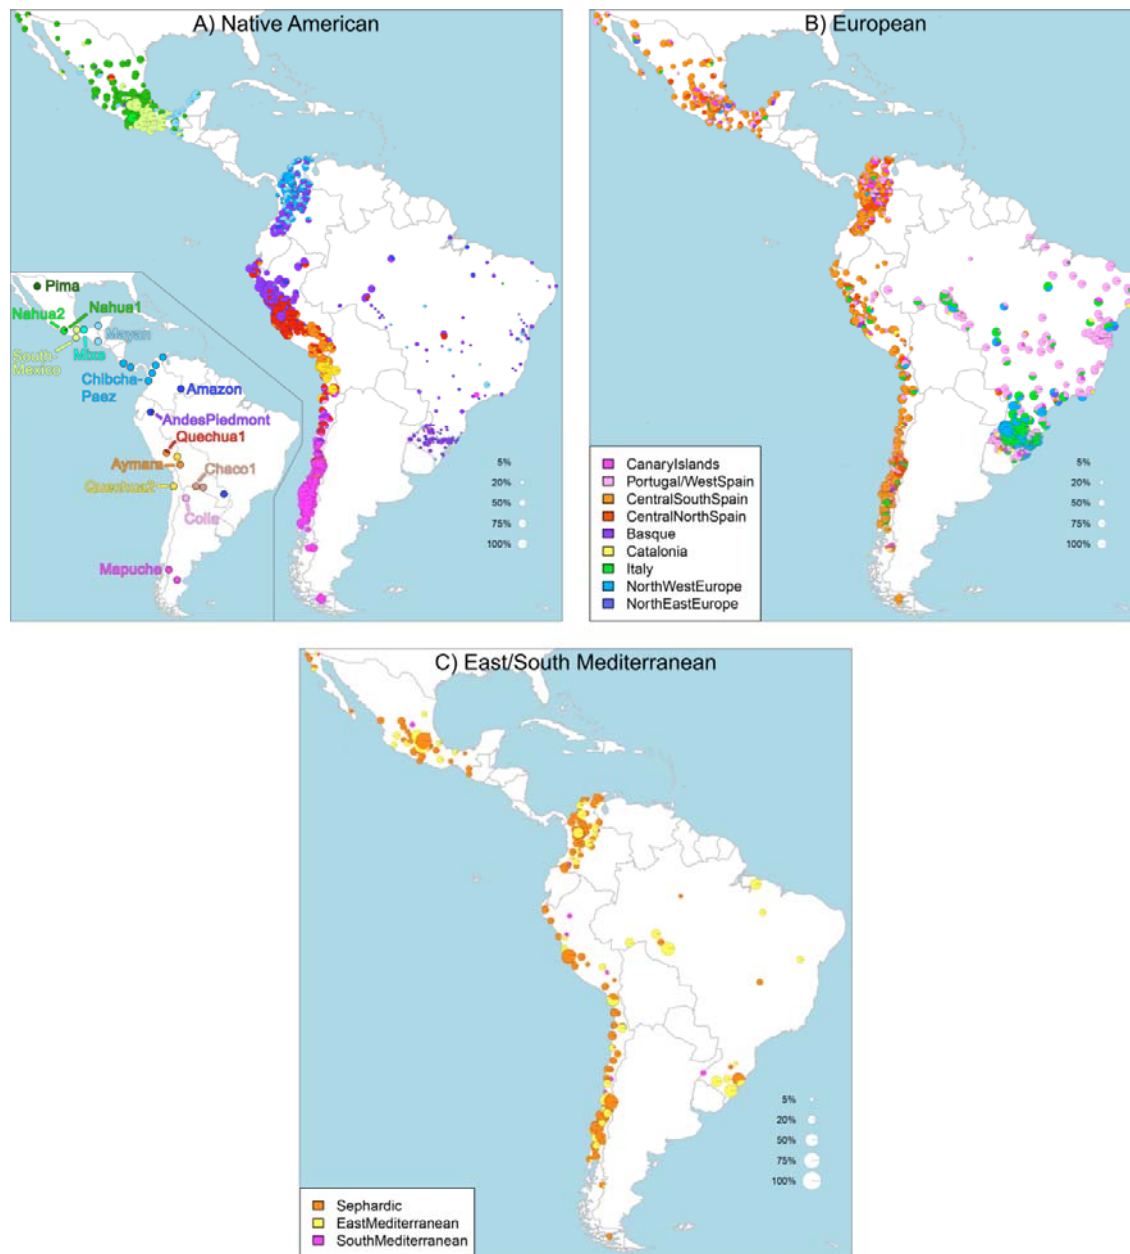 A) Native American
Pima
Nahua2
Nahua1
Mayan
South
Mexico
Mixe
Chibcha-
Paez
Amazon
AndesPiedmont
Quechua1
Aymara
Chaco1
Quechua2
Colla
Mapuche
5%
20%
50%
75%
100%
B) European
CanaryIslands
Portugal/WestSpain
CentralSouthSpain
CentralNorthSpain
Basque
Catalonia
Italy
NorthWestEurope
NorthEastEurope
5%
20%
50%
75%
100%
C) East/South Mediterranean
Sephardic
EastMediterranean
SouthMediterranean
5%
20%
50%
75%
100%